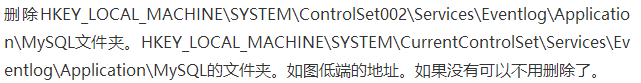 删除HKEY_LOCAL_MACHINE\SYSTEM\ControlSet002\Services\Eventlog\Applicatio
n\MySQL文件夹。HKEY_LOCAL_MACHINE\SYSTEM\CurrentControlSet\Services\Ev
entlog\Application\MySQL的文件夹。如图低端的地址。如果没有可以不用删除了。